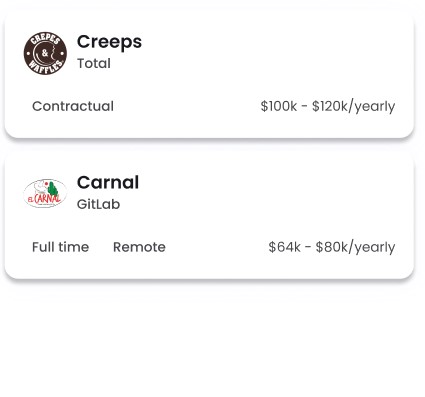 CREPES
&
WAFFLES
Creeps
Total
Contractual $100k - $120k/yearly
EL CARNAL
Carnal
GitLab
Full time Remote $64k - $80k/yearly